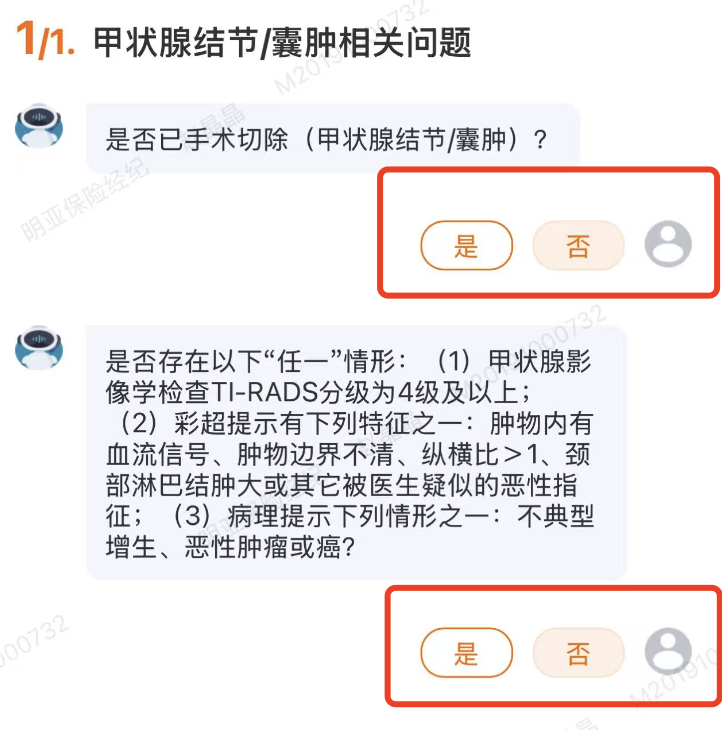 1/1. 甲状腺结节/囊肿相关问题
是否已手术切除（甲状腺结节/囊肿）?
是 否
是否存在以下“任一”情形：（1）甲状腺影
像学检查TI-RADS分级为4级及以上；
（2）彩超提示有下列特征之一：肿物内有
血流信号、肿物边界不清、纵横比＞1、颈
部淋巴结肿大或其它被医生疑似的恶性指
征；（3）病理提示下列情形之一：不典型
增生、恶性肿瘤或癌?
是 否
明亚保险经纪